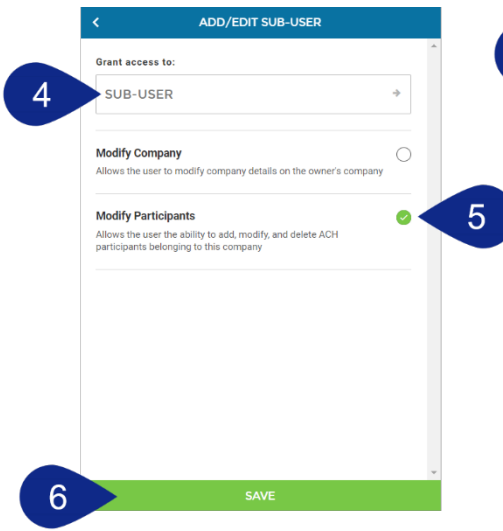 ADD/EDIT SUB-USER
Grant access to:
4
SUB-USER
Modify Company
Allows the user to modify company details on the owner's company
Modify Participants
5
Allows the user the ability to add, modify, and delete ACH
participants belonging to this company
6
SAVE